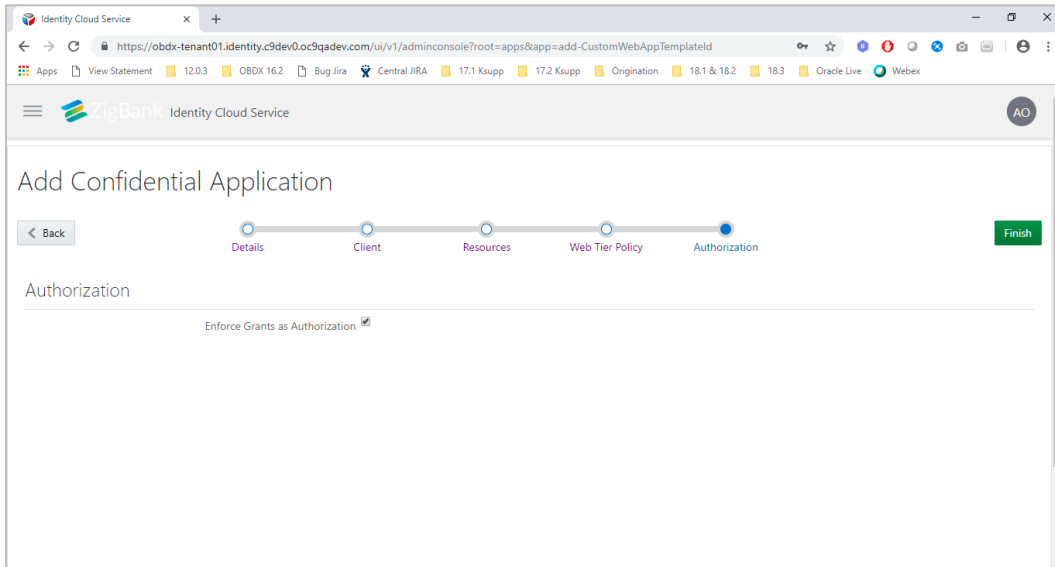 Identity Cloud Service
https://obdx-tenant01.identity.c9dev0.oc9qadev.com/ui/v1/adminconsole?root=apps&app=add-CustomWebAppTemplateId
Apps View Statement 12.0.3 OBDX 16.2 Bug Jira Central JIRA 17.1 Ksupp 17.2 Ksupp Origination 18.1 & 18.2 18.3 Oracle Live Webex
ZigBank Identity Cloud Service AO
Add Confidential Application
Back Finish
Details Client Resources Web Tier Policy Authorization
Authorization
Enforce Grants as Authorization